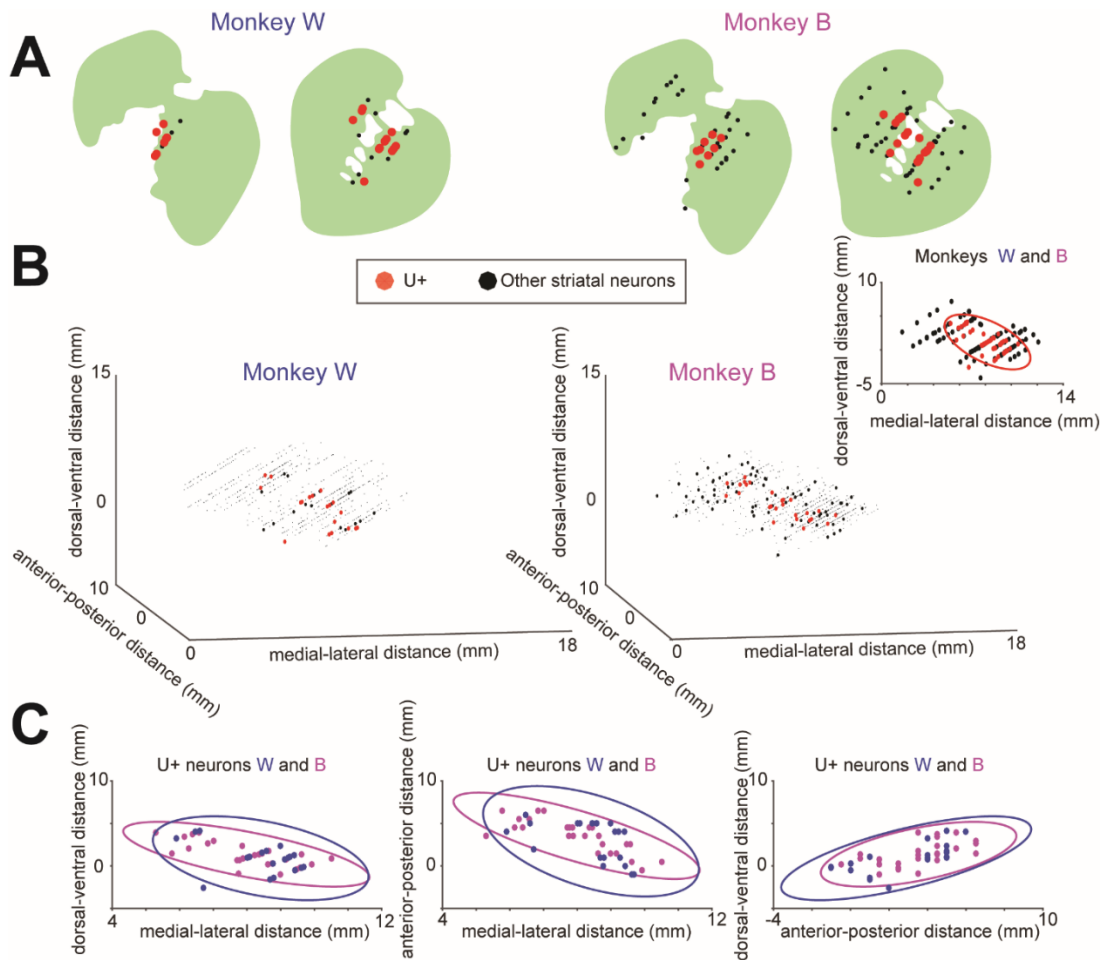 Monkey W
Monkey B
A
B
U+
Other striatal neurons
Monkeys W and B
dorsal-ventral distance (mm)
10
-5
0
14
medial-lateral distance (mm)
Monkey W
dorsal-ventral distance (mm)
15
0
10
0
anterior-posterior distance (mm)
0
18
medial-lateral distance (mm)
Monkey B
dorsal-ventral distance (mm)
15
0
10
0
anterior-posterior distance (mm)
0
18
medial-lateral distance (mm)
C
U+ neurons W and B
dorsal-ventral distance (mm)
10
0
4
12
medial-lateral distance (mm)
U+ neurons W and B
anterior-posterior distance (mm)
10
0
4
12
medial-lateral distance (mm)
U+ neurons W and B
dorsal-ventral distance (mm)
10
0
-4
10
anterior-posterior distance (mm)